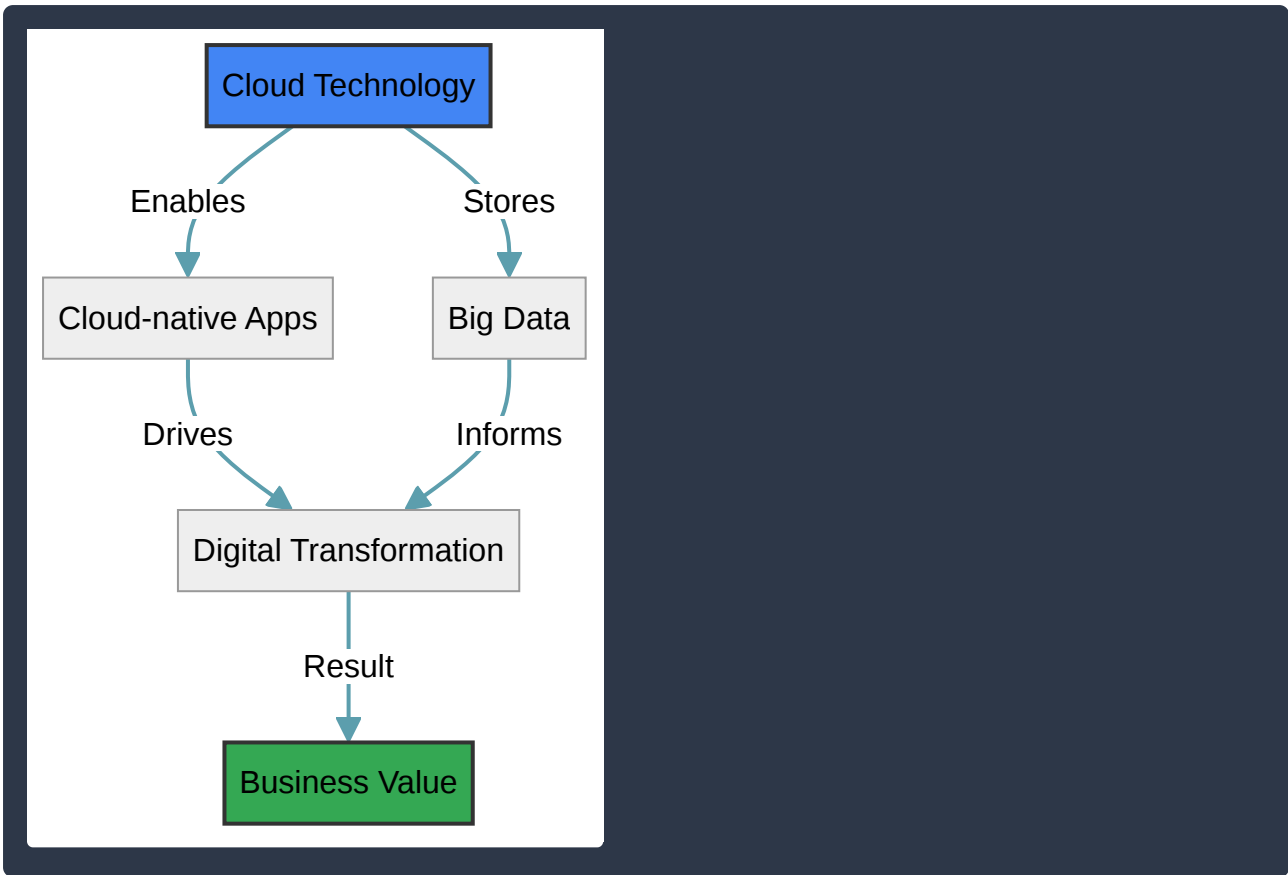 Cloud Technology
Enables
Stores
Cloud-native Apps
Big Data
Drives
Informs
Digital Transformation
Result
Business Value